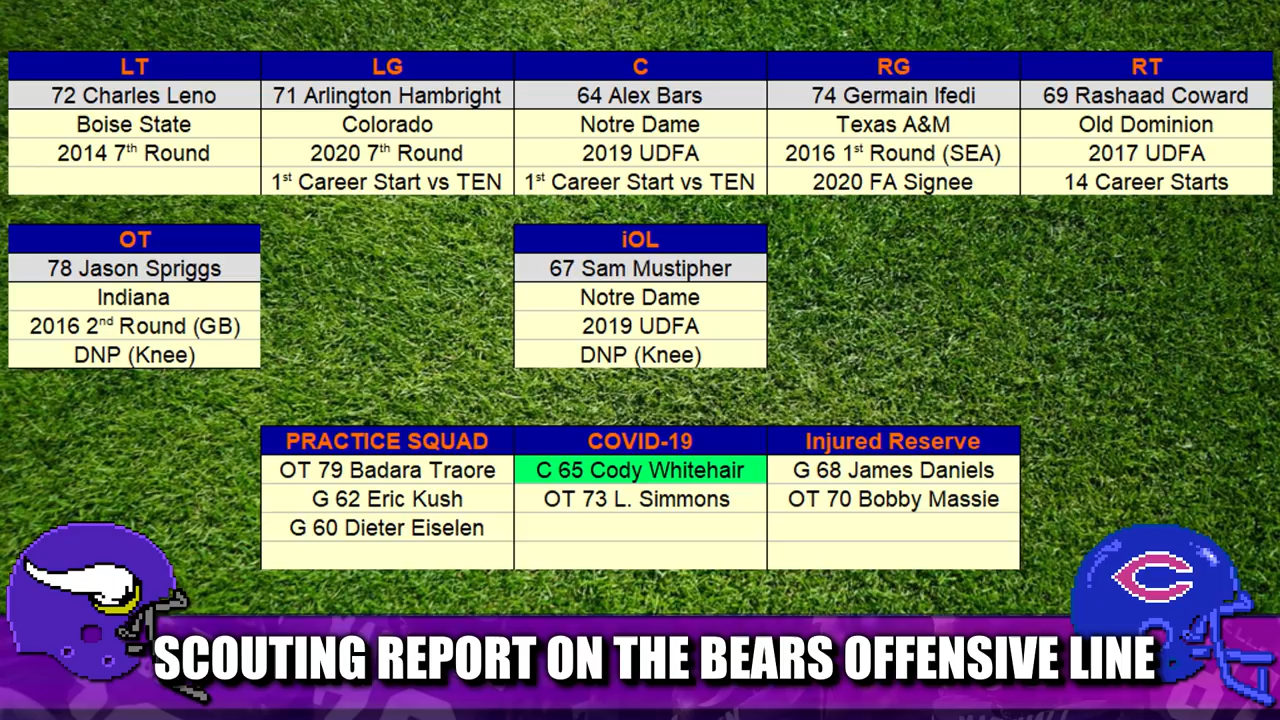 LT LG C RG RT
72 Charles Leno 71 Arlington Hambright 64 Alex Bars 74 Germain Ifedi 69 Rashaad Coward
Boise State Colorado Notre Dame Texas A&M Old Dominion
2014 7th Round 2020 7th Round 2019 UDFA 2016 1st Round (SEA) 2017 UDFA
1st Career Start vs TEN 1st Career Start vs TEN 2020 FA Signee 14 Career Starts
OT iOL
78 Jason Spriggs 67 Sam Mustipher
Indiana Notre Dame
2016 2nd Round (GB) 2019 UDFA
DNP (Knee) DNP (Knee)
PRACTICE SQUAD COVID-19 Injured Reserve
OT 79 Badara Traore C 65 Cody Whitehair G 68 James Daniels
G 62 Eric Kush OT 73 L. Simmons OT 70 Bobby Massie
G 60 Dieter Eiselen
C
SCOUTING REPORT ON THE BEARS OFFENSIVE LINE